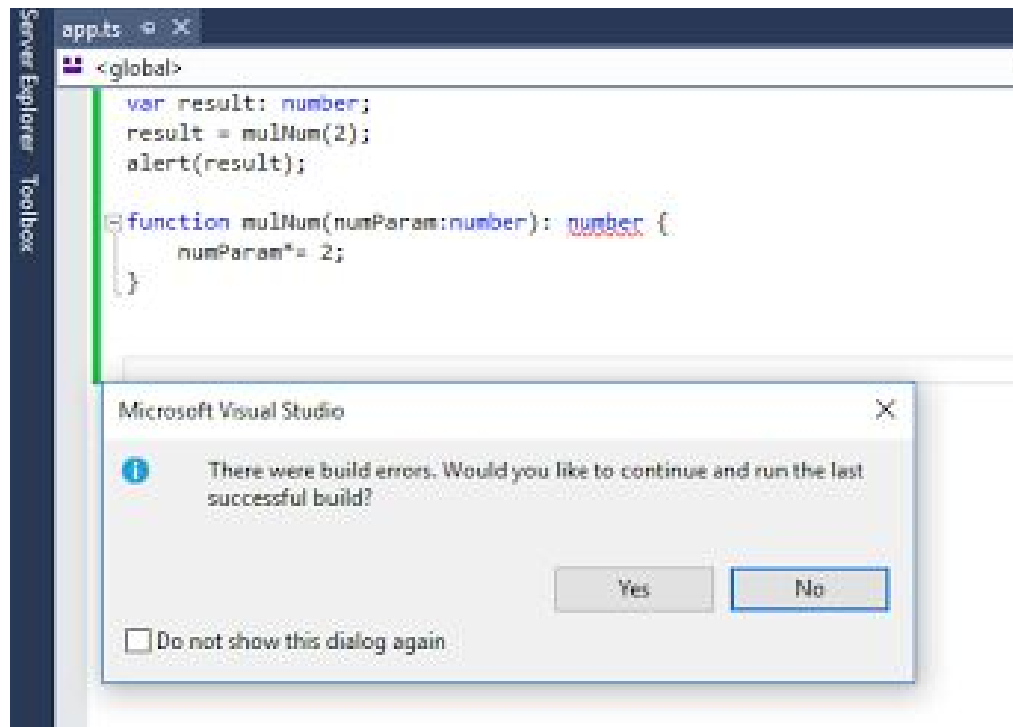 Server Explorer
Toolbox
app.ts
<global>
var result: number;
result = mulNum(2);
alert(result);
function mulNum(numParam:number): number {
numParam*= 2;
}
Microsoft Visual Studio
There were build errors. Would you like to continue and run the last
successful build?
Yes
No
Do not show this dialog again